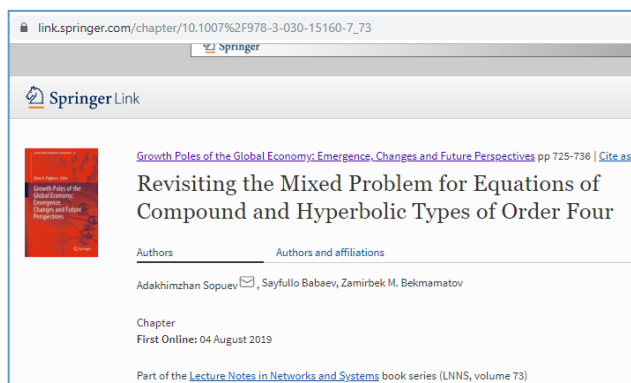 link.springer.com/chapter/10.1007%2F978-3-030-15160-7_73
Springer
Springer Link
Growth Poles of the Global Economy: Emergence, Changes and Future Perspectives pp 725-736 | Cite as
Revisiting the Mixed Problem for Equations of
Compound and Hyperbolic Types of Order Four
Growth Poles of the
Global Economy:
Emergence,
Changes and Future
Perspectives
Authors
Authors and affiliations
Adakhimzhan Sopuev , Sayfullo Babaev, Zamirbek M. Bekmamatov
Chapter
First Online: 04 August 2019
Part of the Lecture Notes in Networks and Systems book series (LNNS, volume 73)